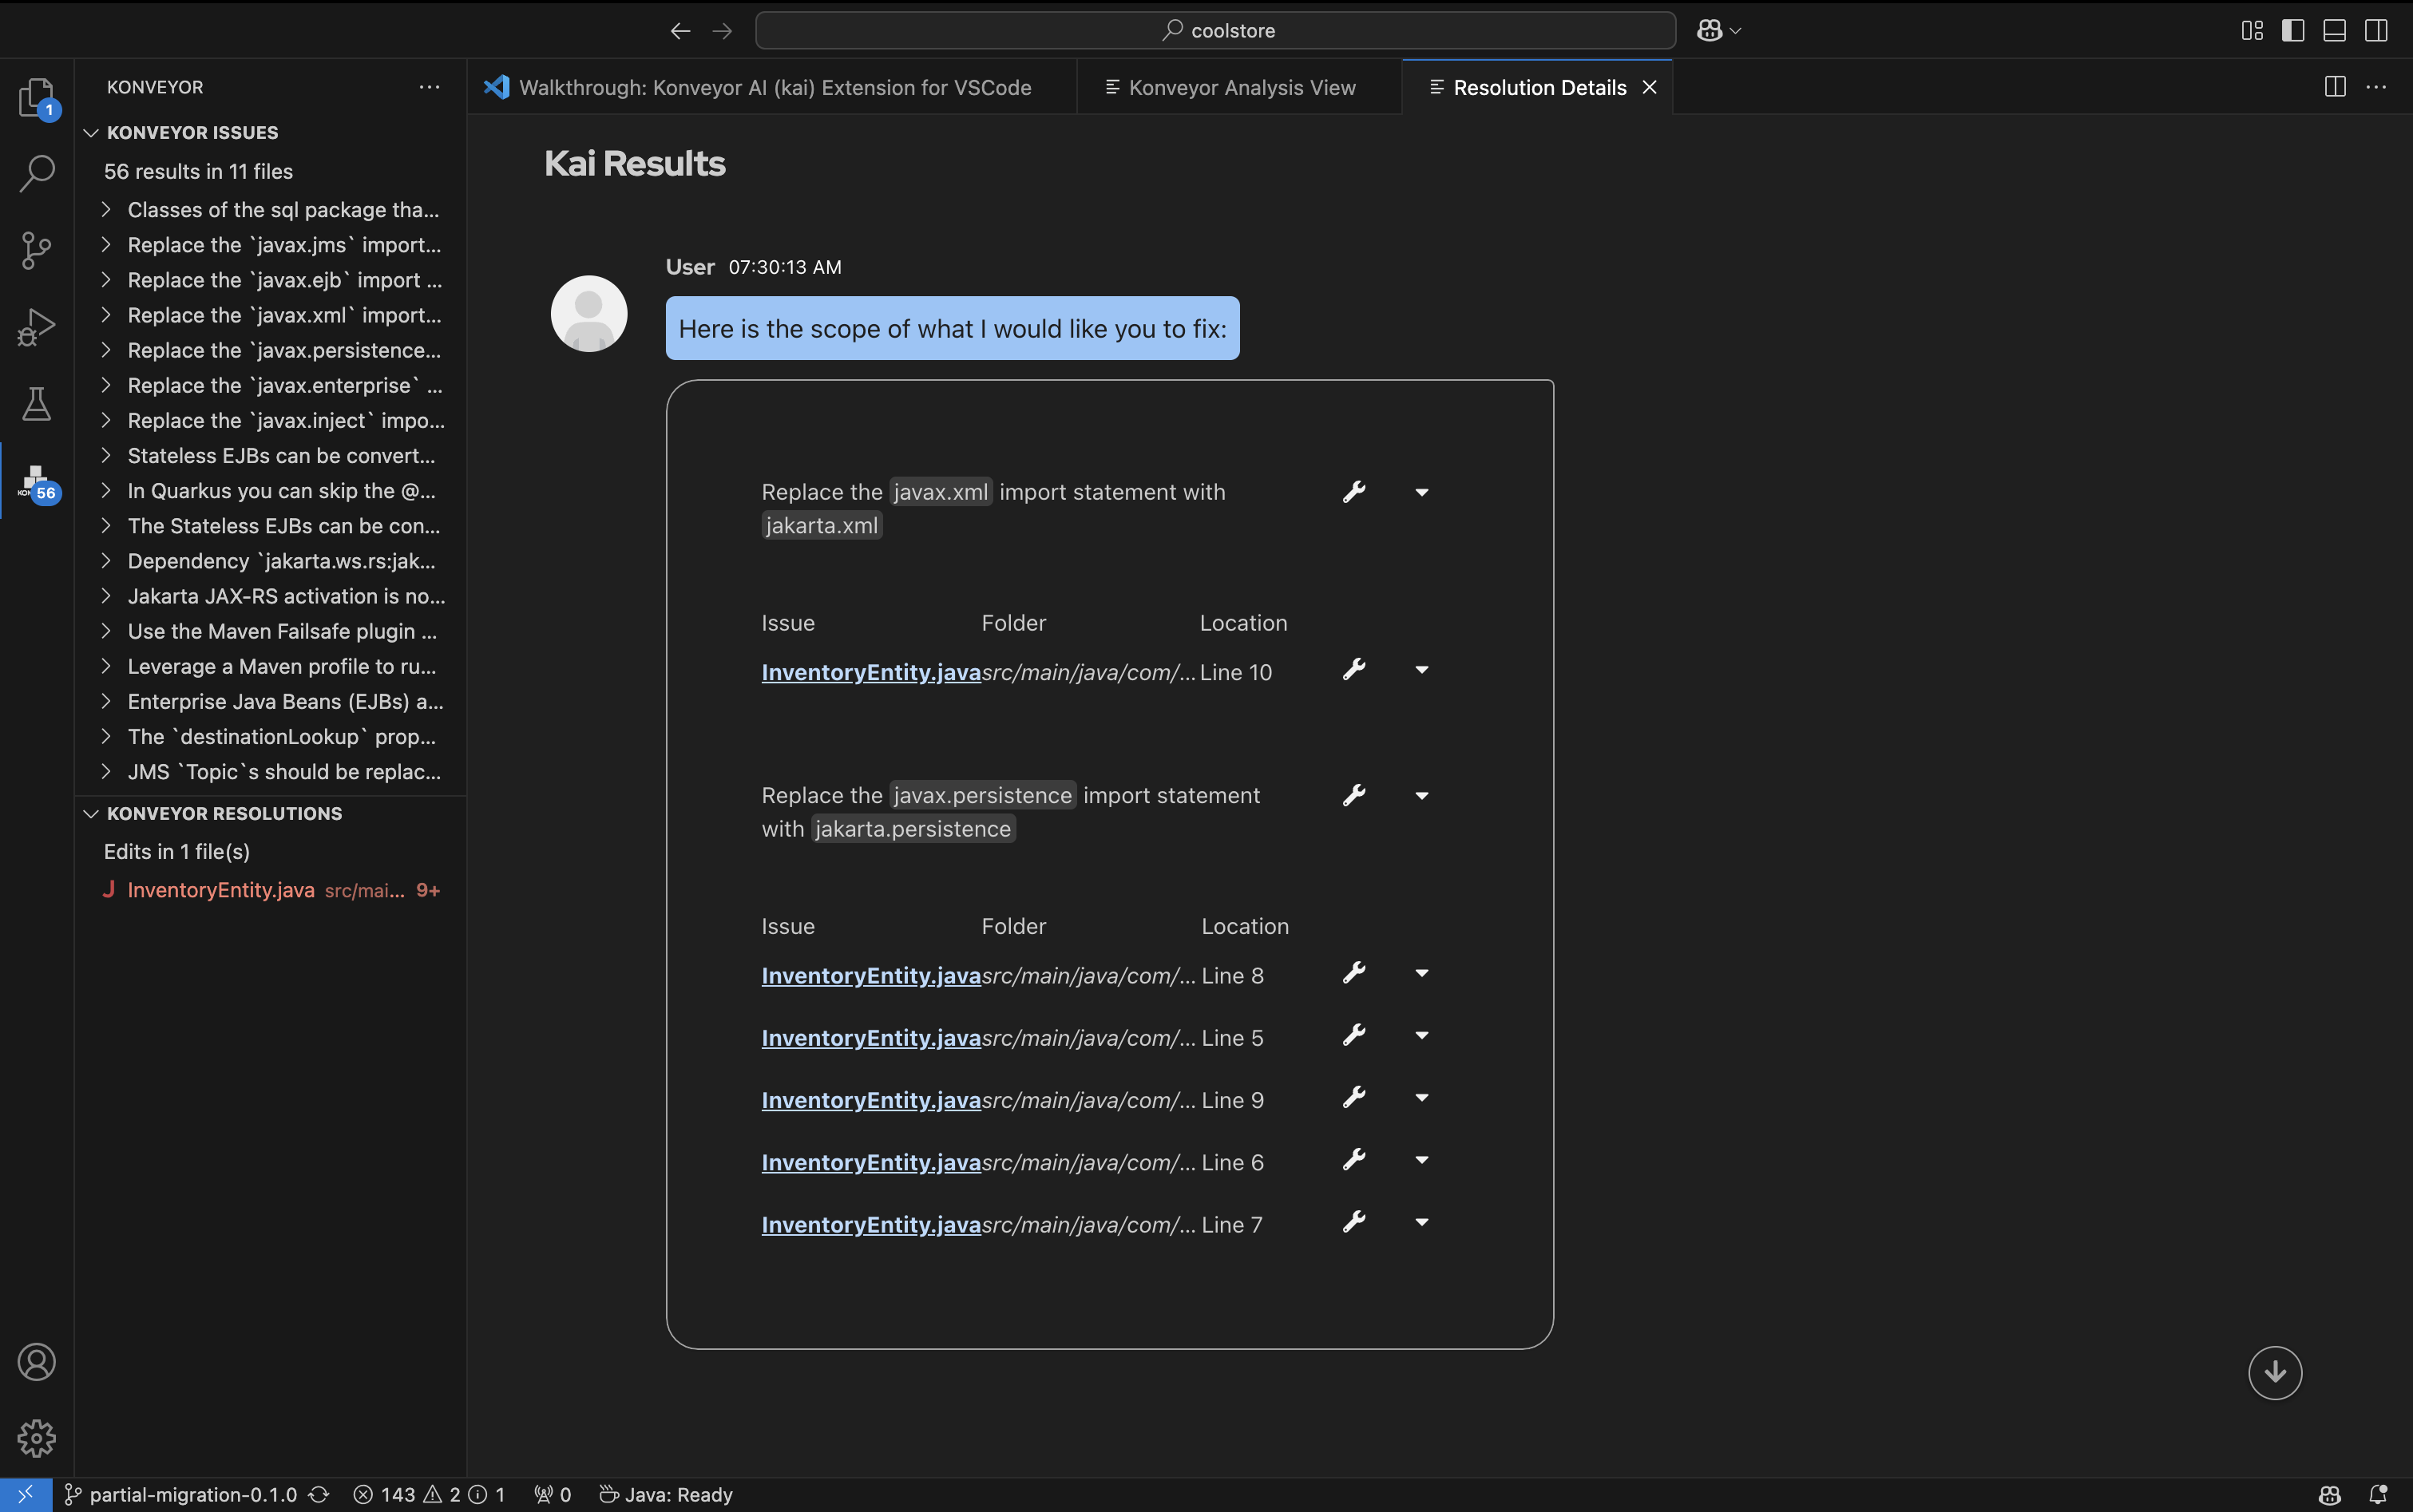 coolstore
1
56
KONVEYOR
KONVEYOR ISSUES
56 results in 11 files
Classes of the sql package tha...
Replace the `javax.jms` import...
Replace the `javax.ejb` import ...
Replace the `javax.xml` import...
Replace the `javax.persistence...
Replace the `javax.enterprise` ...
Replace the `javax.inject` impo...
Stateless EJBs can be convert...
In Quarkus you can skip the @...
The Stateless EJBs can be con...
Dependency `jakarta.ws.rs:jak...
Jakarta JAX-RS activation is no...
Use the Maven Failsafe plugin ...
Leverage a Maven profile to ru...
Enterprise Java Beans (EJBs) a...
The `destinationLookup` prop...
JMS `Topic`s should be replac...
KONVEYOR RESOLUTIONS
Edits in 1 file(s)
J InventoryEntity.java src/mai... 9+
Walkthrough: Konveyor AI (kai) Extension for VSCode
Konveyor Analysis View
Resolution Details
Kai Results
User 07:30:13 AM
Here is the scope of what I would like you to fix:
Replace the javax.xml import statement with
jakarta.xml
Issue Folder Location
InventoryEntity.java src/main/java/com/... Line 10
Replace the javax.persistence import statement
with jakarta.persistence
Issue Folder Location
InventoryEntity.java src/main/java/com/... Line 8
InventoryEntity.java src/main/java/com/... Line 5
InventoryEntity.java src/main/java/com/... Line 9
InventoryEntity.java src/main/java/com/... Line 6
InventoryEntity.java src/main/java/com/... Line 7
partial-migration-0.1.0 143 2 1 0 Java: Ready